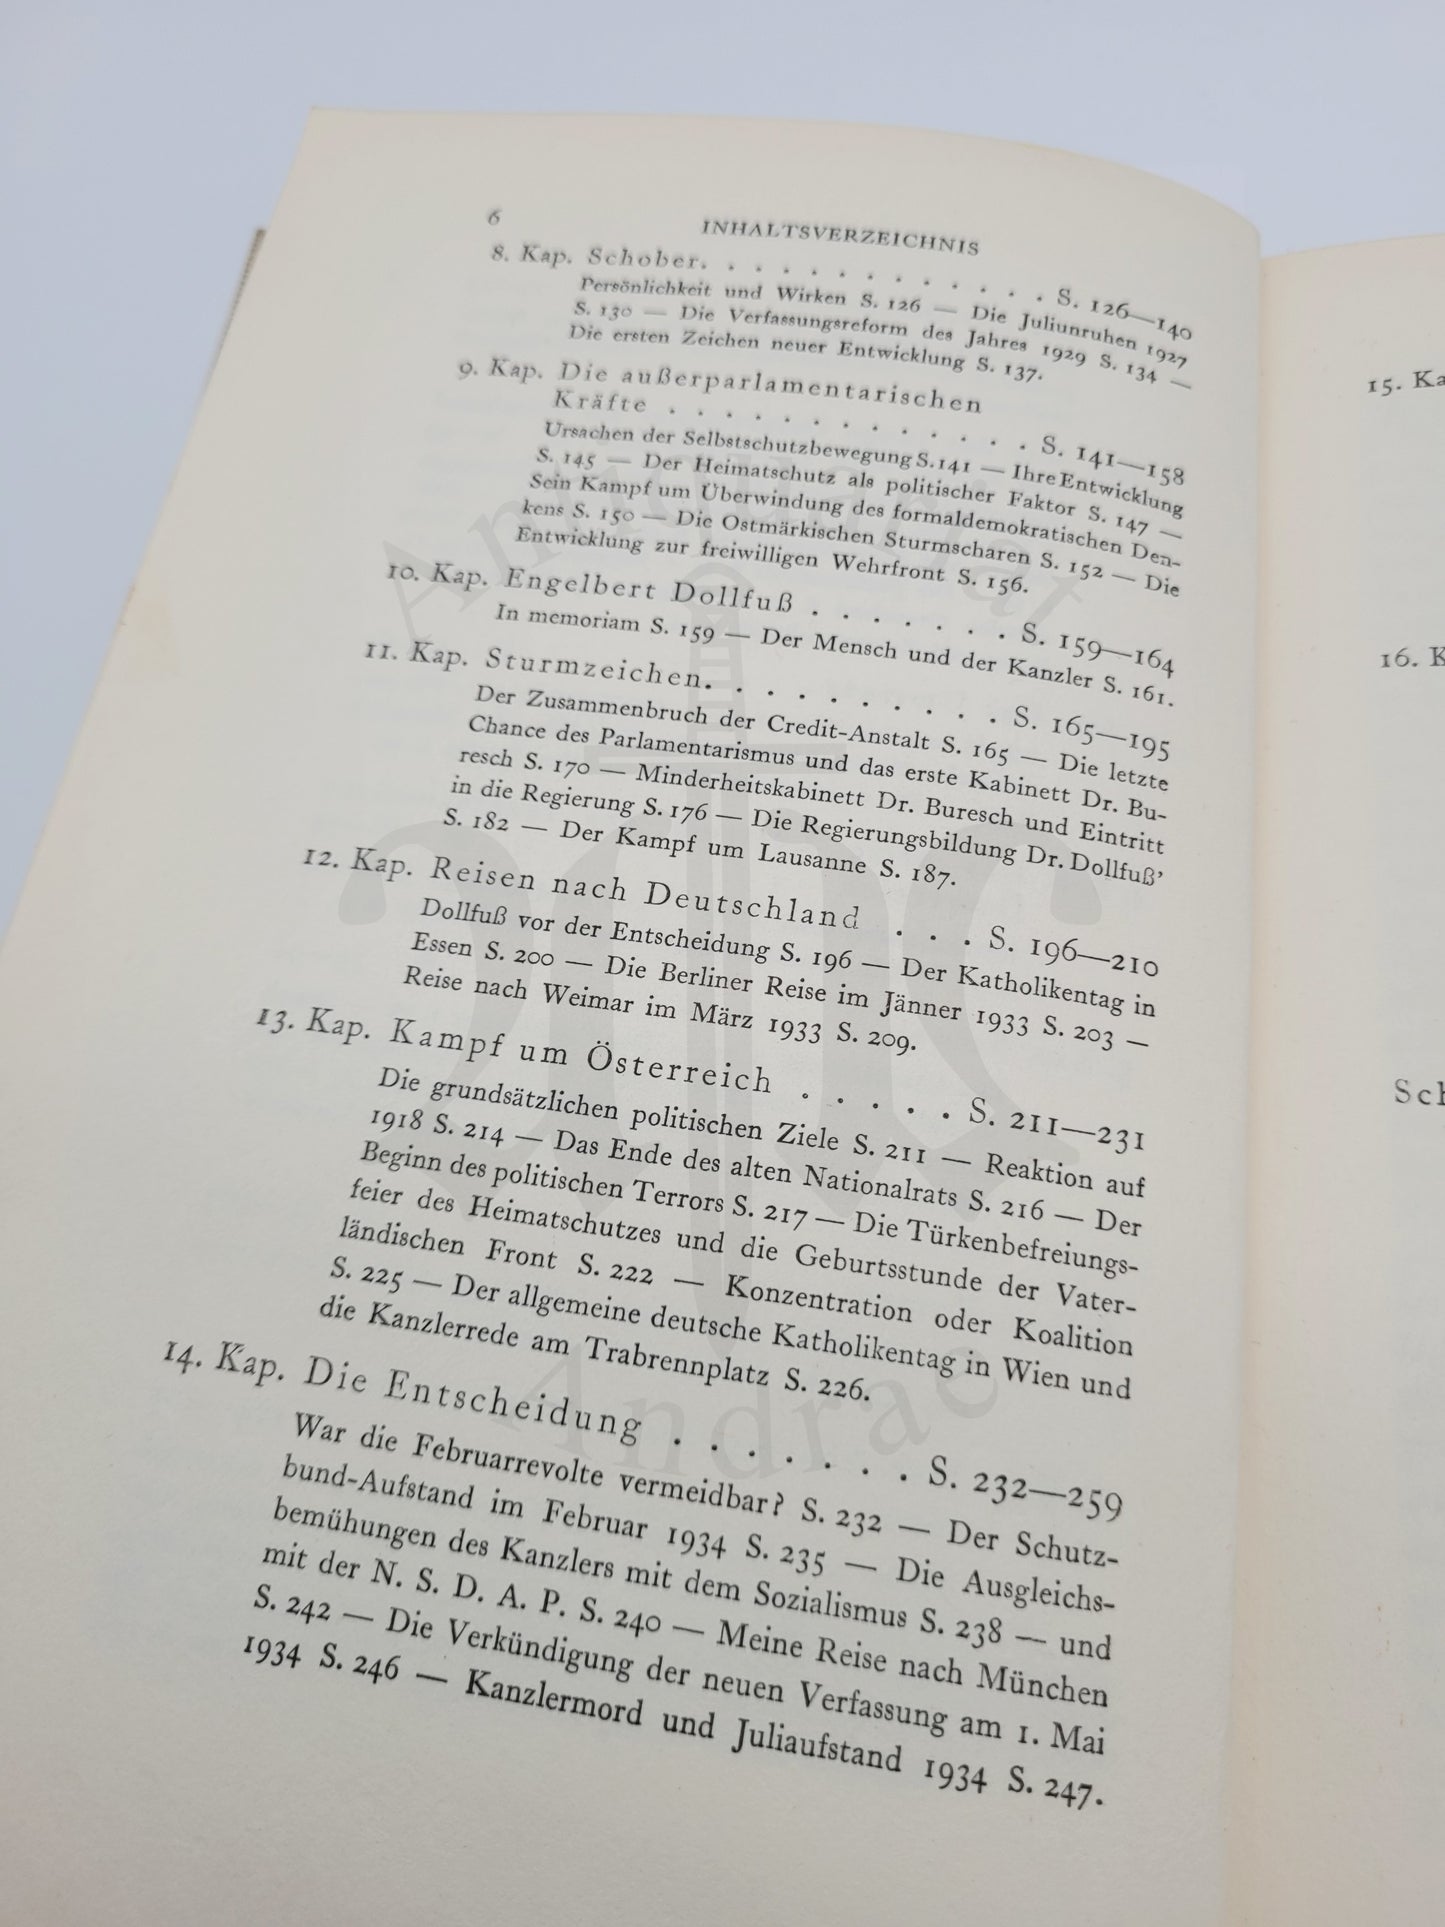 6 INHALTSVERZEICHNIS
8. Kap. Schober. . . . . . . . . . . . . S. 126—140
Persönlichkeit und Wirken S. 126 — Die Juliunruhen 1927
S. 130 — Die Verfassungsreform des Jahres 1929 S. 134 —
Die ersten Zeichen neuer Entwicklung S. 137.
9. Kap. Die außerparlamentarischen
Kräfte . . . . . . . . . . . . . S. 141—158
Ursachen der Selbstschutzbewegung S. 141 — Ihre Entwicklung
S. 145 — Der Heimatschutz als politischer Faktor S. 147 —
Sein Kampf um Überwindung des formaldemokratischen Den-
kens S. 150 — Die Ostmärkischen Sturmscharen S. 152 — Die
Entwicklung zur freiwilligen Wehrfront S. 156.
10. Kap. Engelbert Dollfuß . . . . . . . S. 159—164
In memoriam S. 159 — Der Mensch und der Kanzler S. 161.
11. Kap. Sturmzeichen. . . . . . . . . . S. 165—195
Der Zusammenbruch der Credit-Anstalt S. 165 — Die letzte
Chance des Parlamentarismus und das erste Kabinett Dr. Bu-
resch S. 170 — Minderheitskabinett Dr. Buresch und Eintritt
in die Regierung S. 176 — Die Regierungsbildung Dr. Dollfuß’
S. 182 — Der Kampf um Lausanne S. 187.
12. Kap. Reisen nach Deutschland . . . S. 196—210
Dollfuß vor der Entscheidung S. 196 — Der Katholikentag in
Essen S. 200 — Die Berliner Reise im Jänner 1933 S. 203 —
Reise nach Weimar im März 1933 S. 209.
13. Kap. Kampf um Österreich . . . . . S. 211—231
Die grundsätzlichen politischen Ziele S. 211 — Reaktion auf
1918 S. 214 — Das Ende des alten Nationalrats S. 216 — Der
Beginn des politischen Terrors S. 217 — Die Türkenbefreiungs-
feier des Heimatschutzes und die Geburtsstunde der Vater-
ländischen Front S. 222 — Konzentration oder Koalition
S. 225 — Der allgemeine deutsche Katholikentag in Wien und
die Kanzlerrede am Trabrennplatz S. 226.
14. Kap. Die Entscheidung . . . . . . . S. 232—259
War die Februarrevolte vermeidbar? S. 232 — Der Schutz-
bund-Aufstand im Februar 1934 S. 235 — Die Ausgleichs-
bemühungen des Kanzlers mit dem Sozialismus S. 238 — und
mit der N. S. D. A. P. S. 240 — Meine Reise nach München
S. 242 — Die Verkündigung der neuen Verfassung am 1. Mai
1934 S. 246 — Kanzlermord und Juliaufstand 1934 S. 247.
15. Ka
16. K
Sch
Antiquariat
Andrae